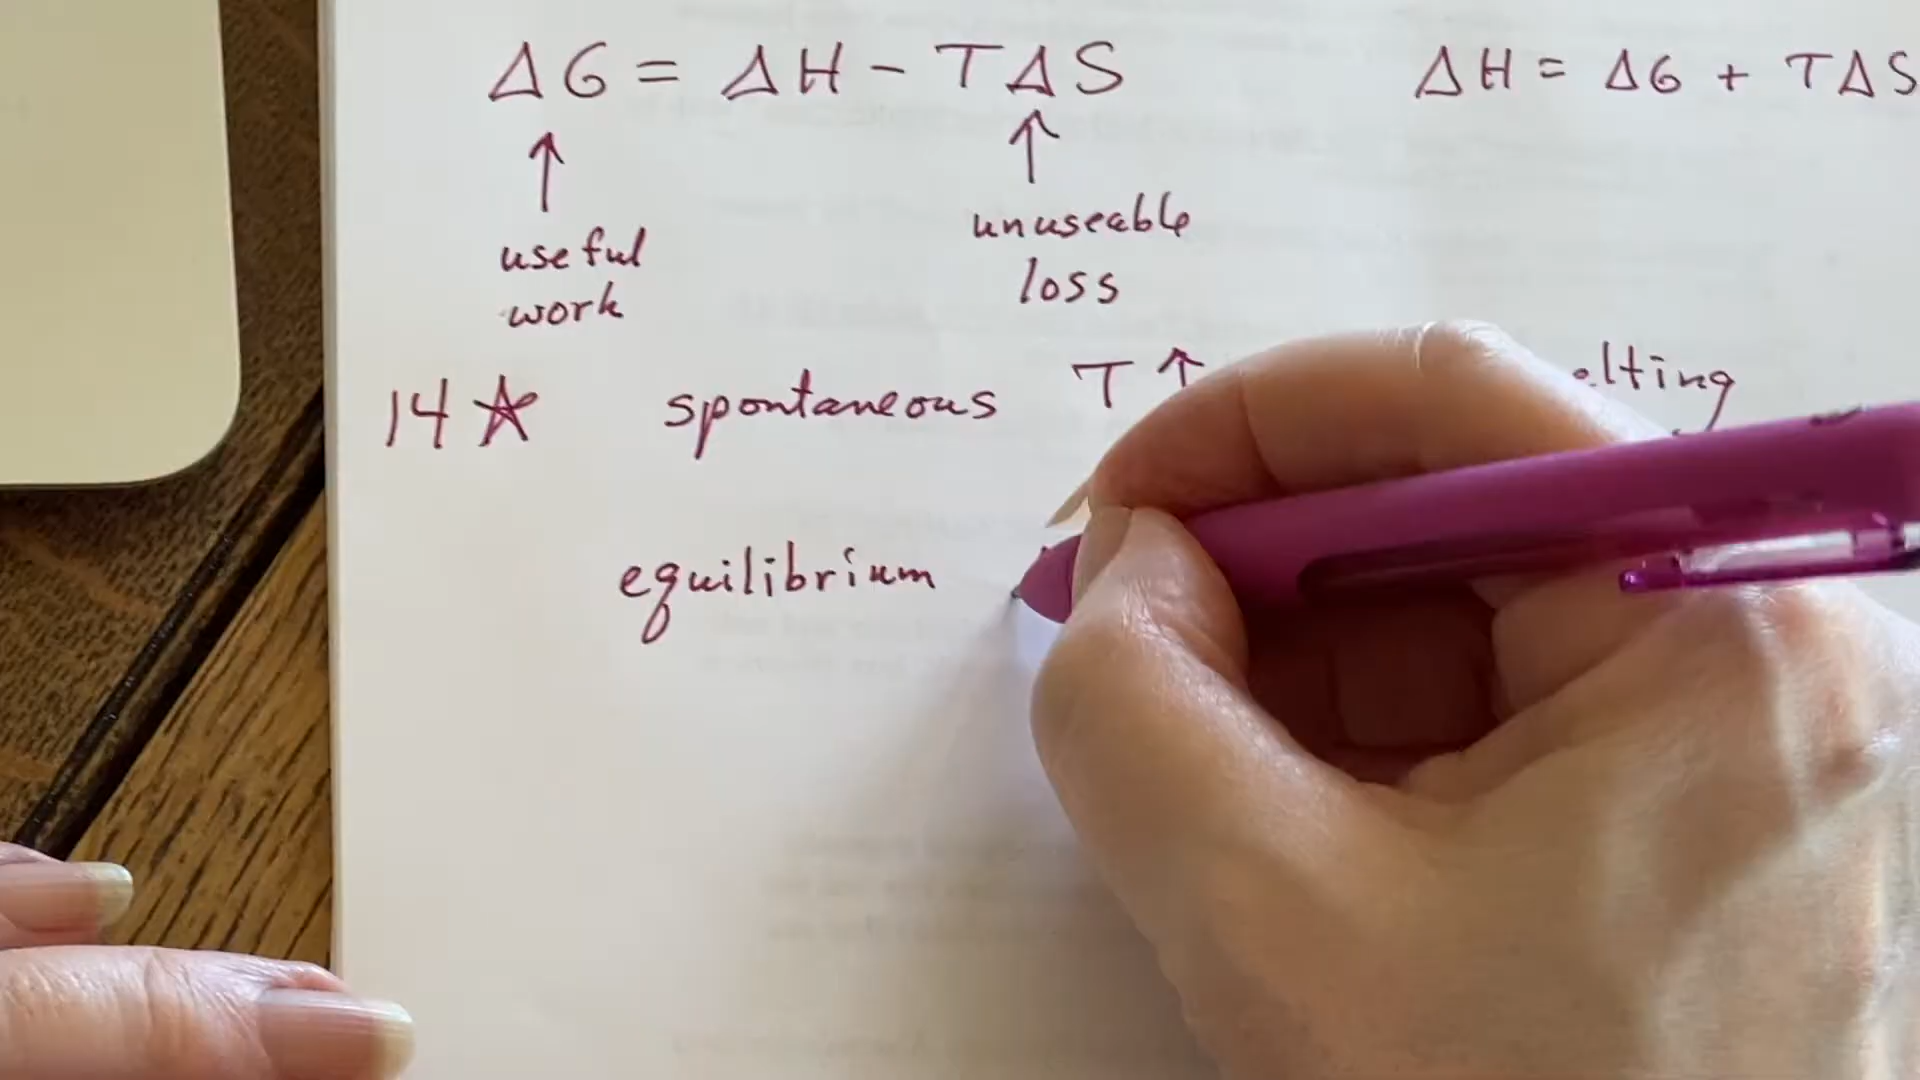 ΔG = ΔH - TΔS ΔH = ΔG + TΔS
↑ ↑
useful work
unuseable loss
14☆ spontaneous T↑
equilibrium